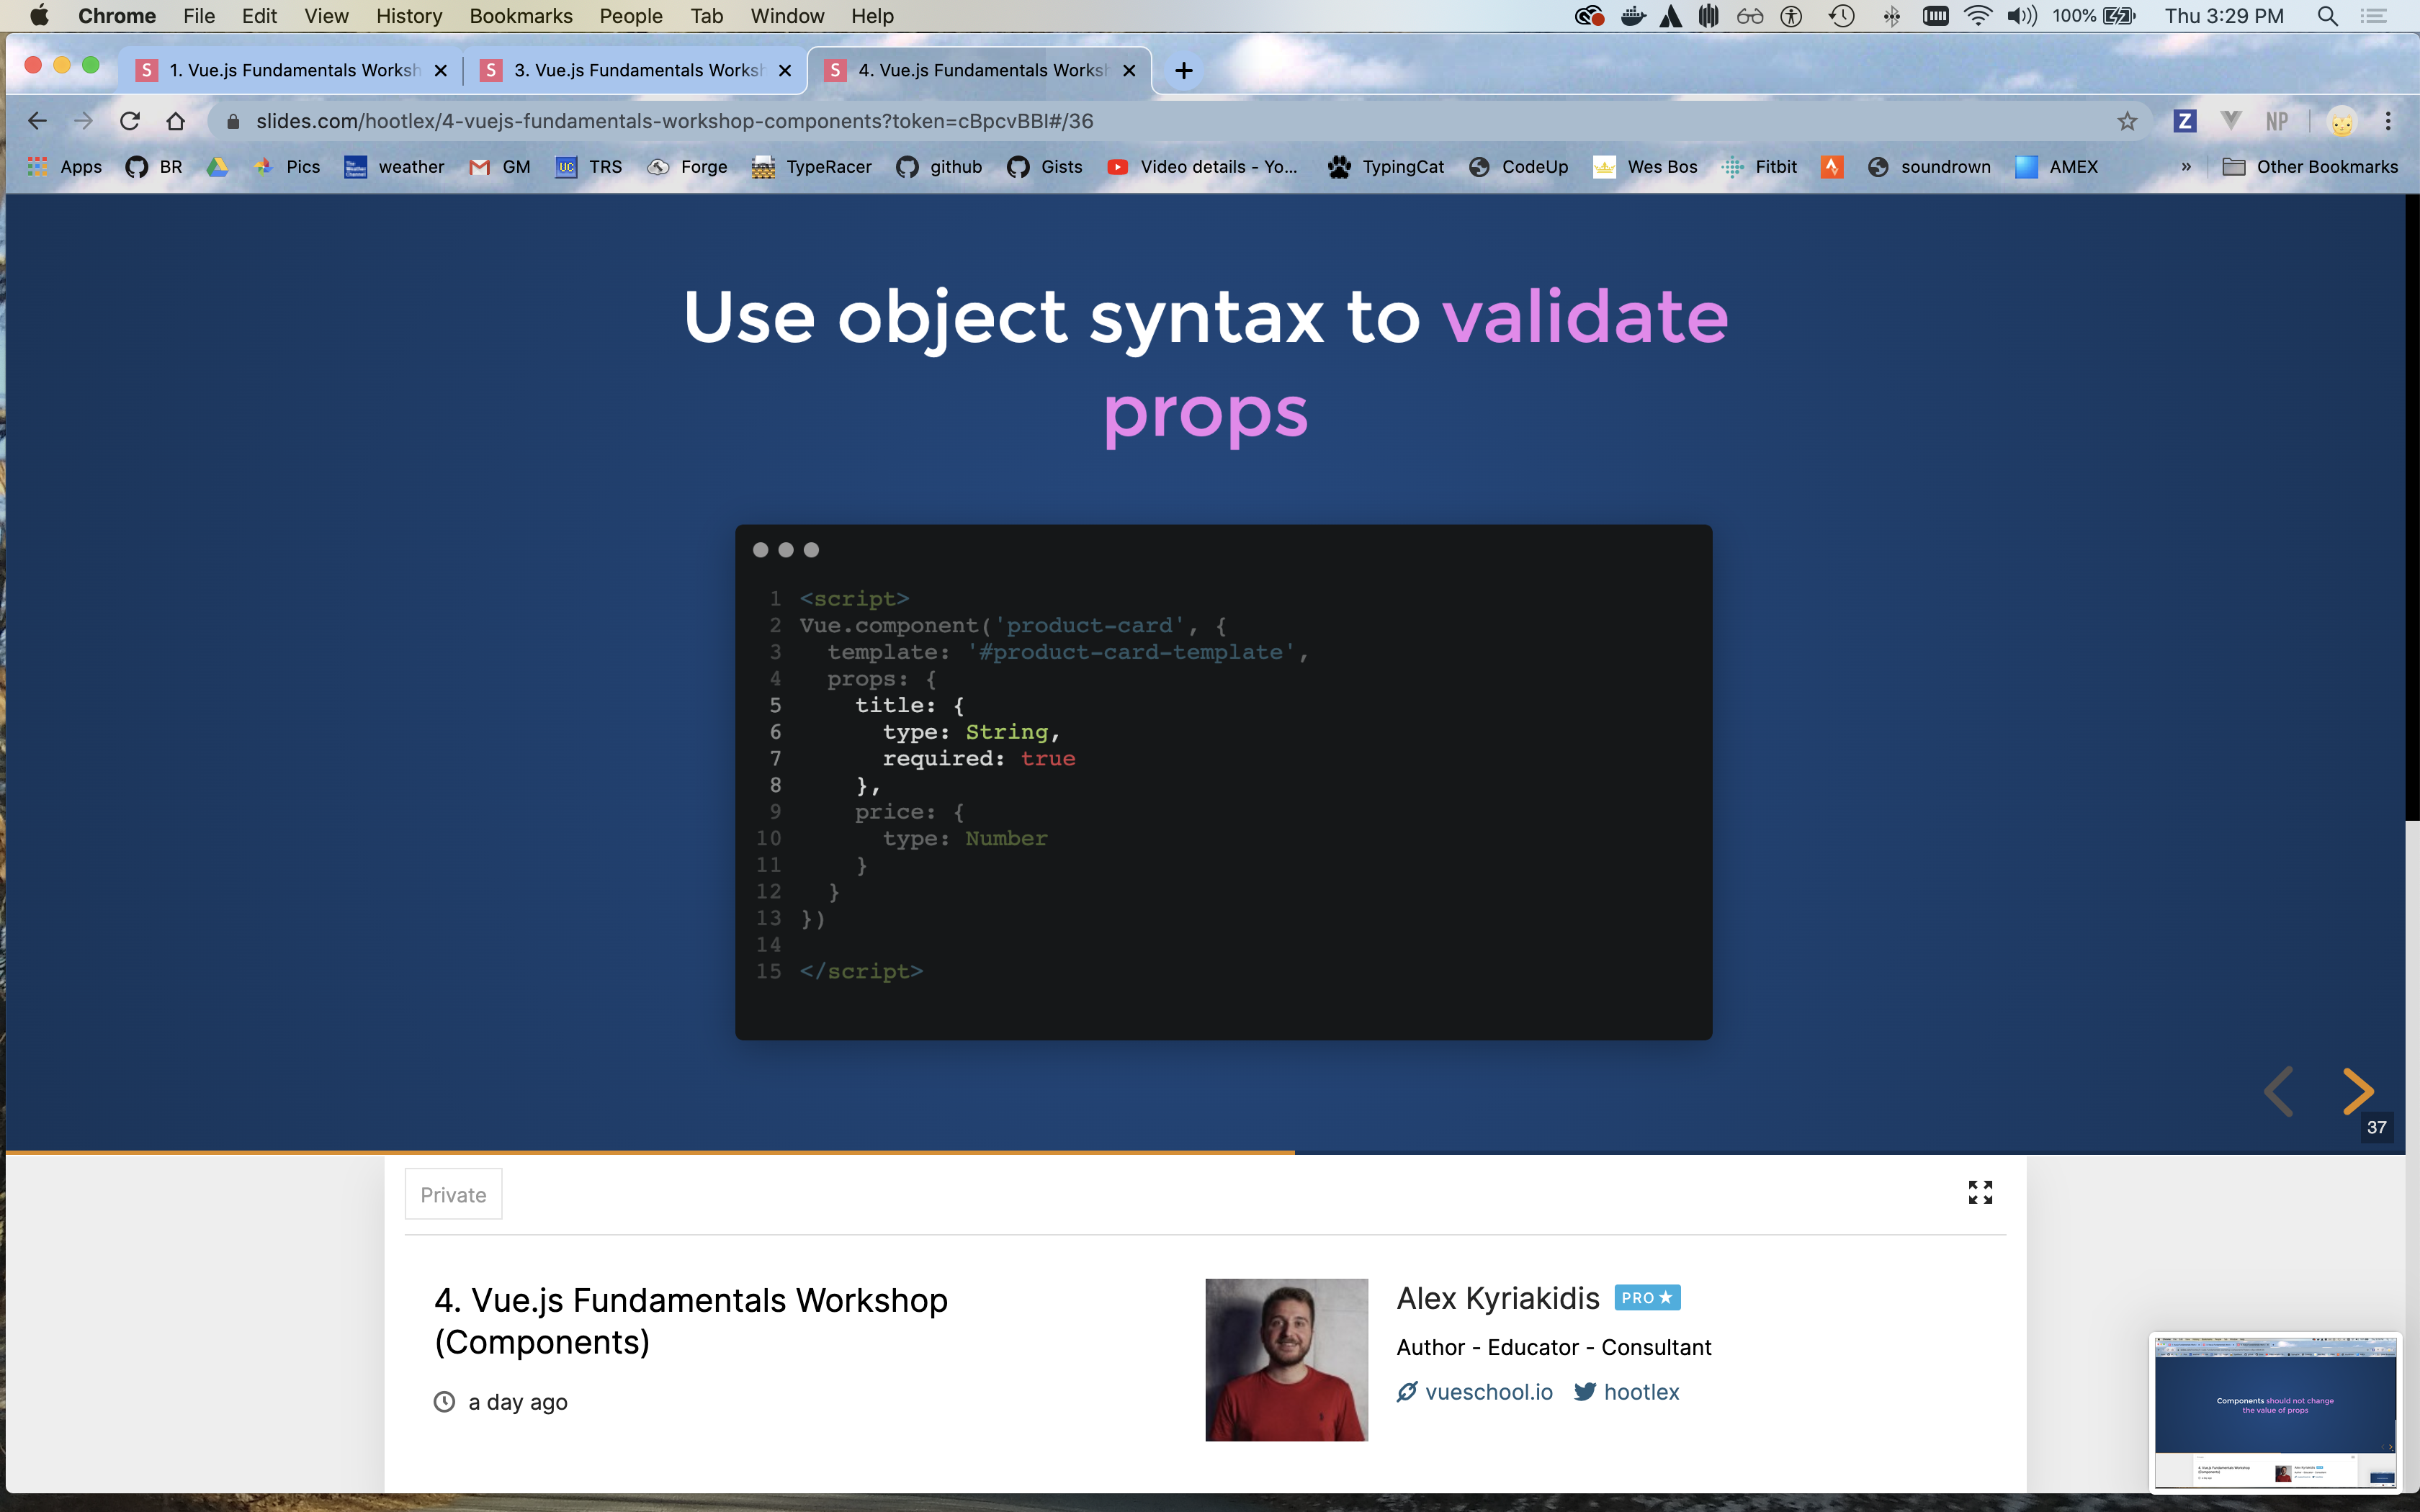 Chrome File Edit View History Bookmarks People Tab Window Help 100% Thu 3:29 PM
1. Vue.js Fundamentals Worksh 3. Vue.js Fundamentals Worksh 4. Vue.js Fundamentals Worksh
slides.com/hootlex/4-vuejs-fundamentals-workshop-components?token=cBpcvBBI#/36
Apps BR Pics weather GM TRS Forge TypeRacer github Gists Video details - Yo... TypingCat CodeUp Wes Bos Fitbit soundrown AMEX » Other Bookmarks
Use object syntax to validate
props
1 <script>
2 Vue.component('product-card', {
3 template: '#product-card-template',
4 props: {
5 title: {
6 type: String,
7 required: true
8 },
9 price: {
10 type: Number
11 }
12 }
13 })
14
15 </script>
37
Private
4. Vue.js Fundamentals Workshop
(Components)
a day ago
Alex Kyriakidis PRO
Author - Educator - Consultant
vueschool.io hootlex
Components should not change
the value of props